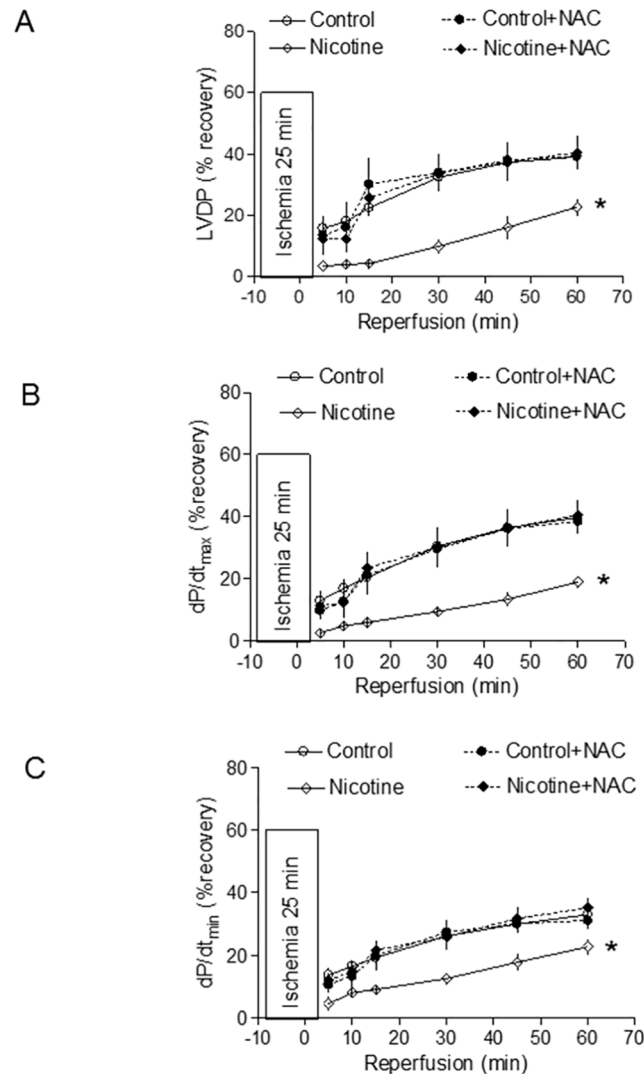 A
Control
Control+NAC
Nicotine
Nicotine+NAC
LVDP (% recovery)
80
60
40
20
0
Ischemia 25 min
*
-10 0 10 20 30 40 50 60 70
Reperfusion (min)
B
Control
Control+NAC
Nicotine
Nicotine+NAC
dP/dtmax (%recovery)
80
60
40
20
0
Ischemia 25 min
*
-10 0 10 20 30 40 50 60 70
Reperfusion (min)
C
Control
Control+NAC
Nicotine
Nicotine+NAC
dP/dtmin (%recovery)
80
60
40
20
0
Ischemia 25 min
*
-10 0 10 20 30 40 50 60 70
Reperfusion (min)